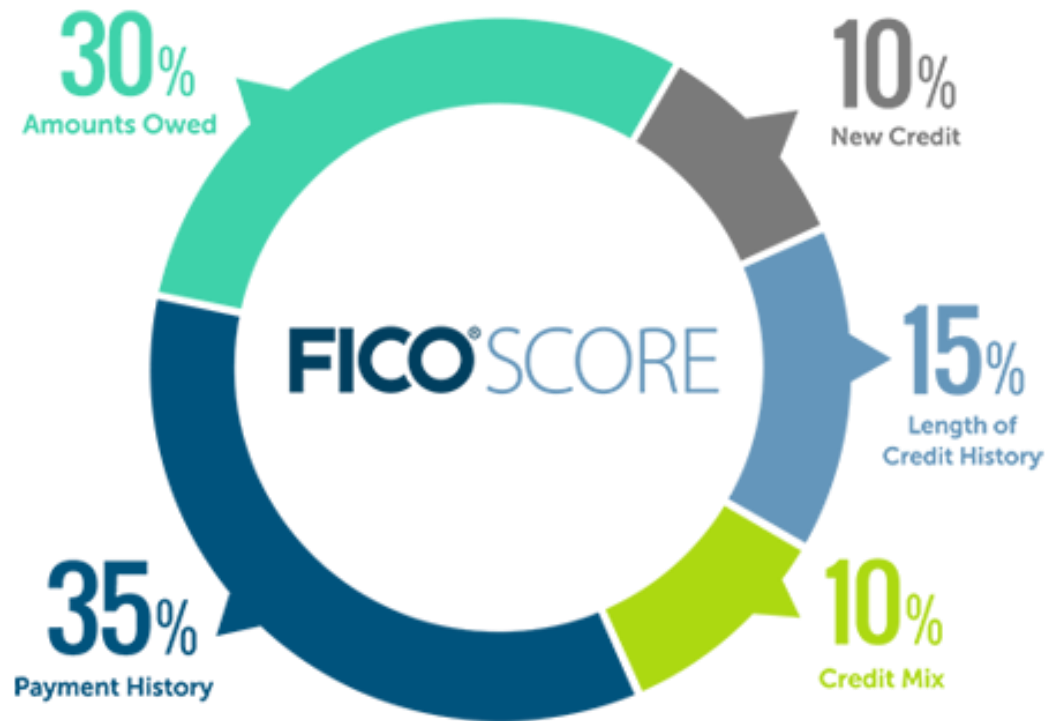 30%
Amounts Owed
10%
New Credit
FICO® SCORE
15%
Length of
Credit History
35%
Payment History
10%
Credit Mix